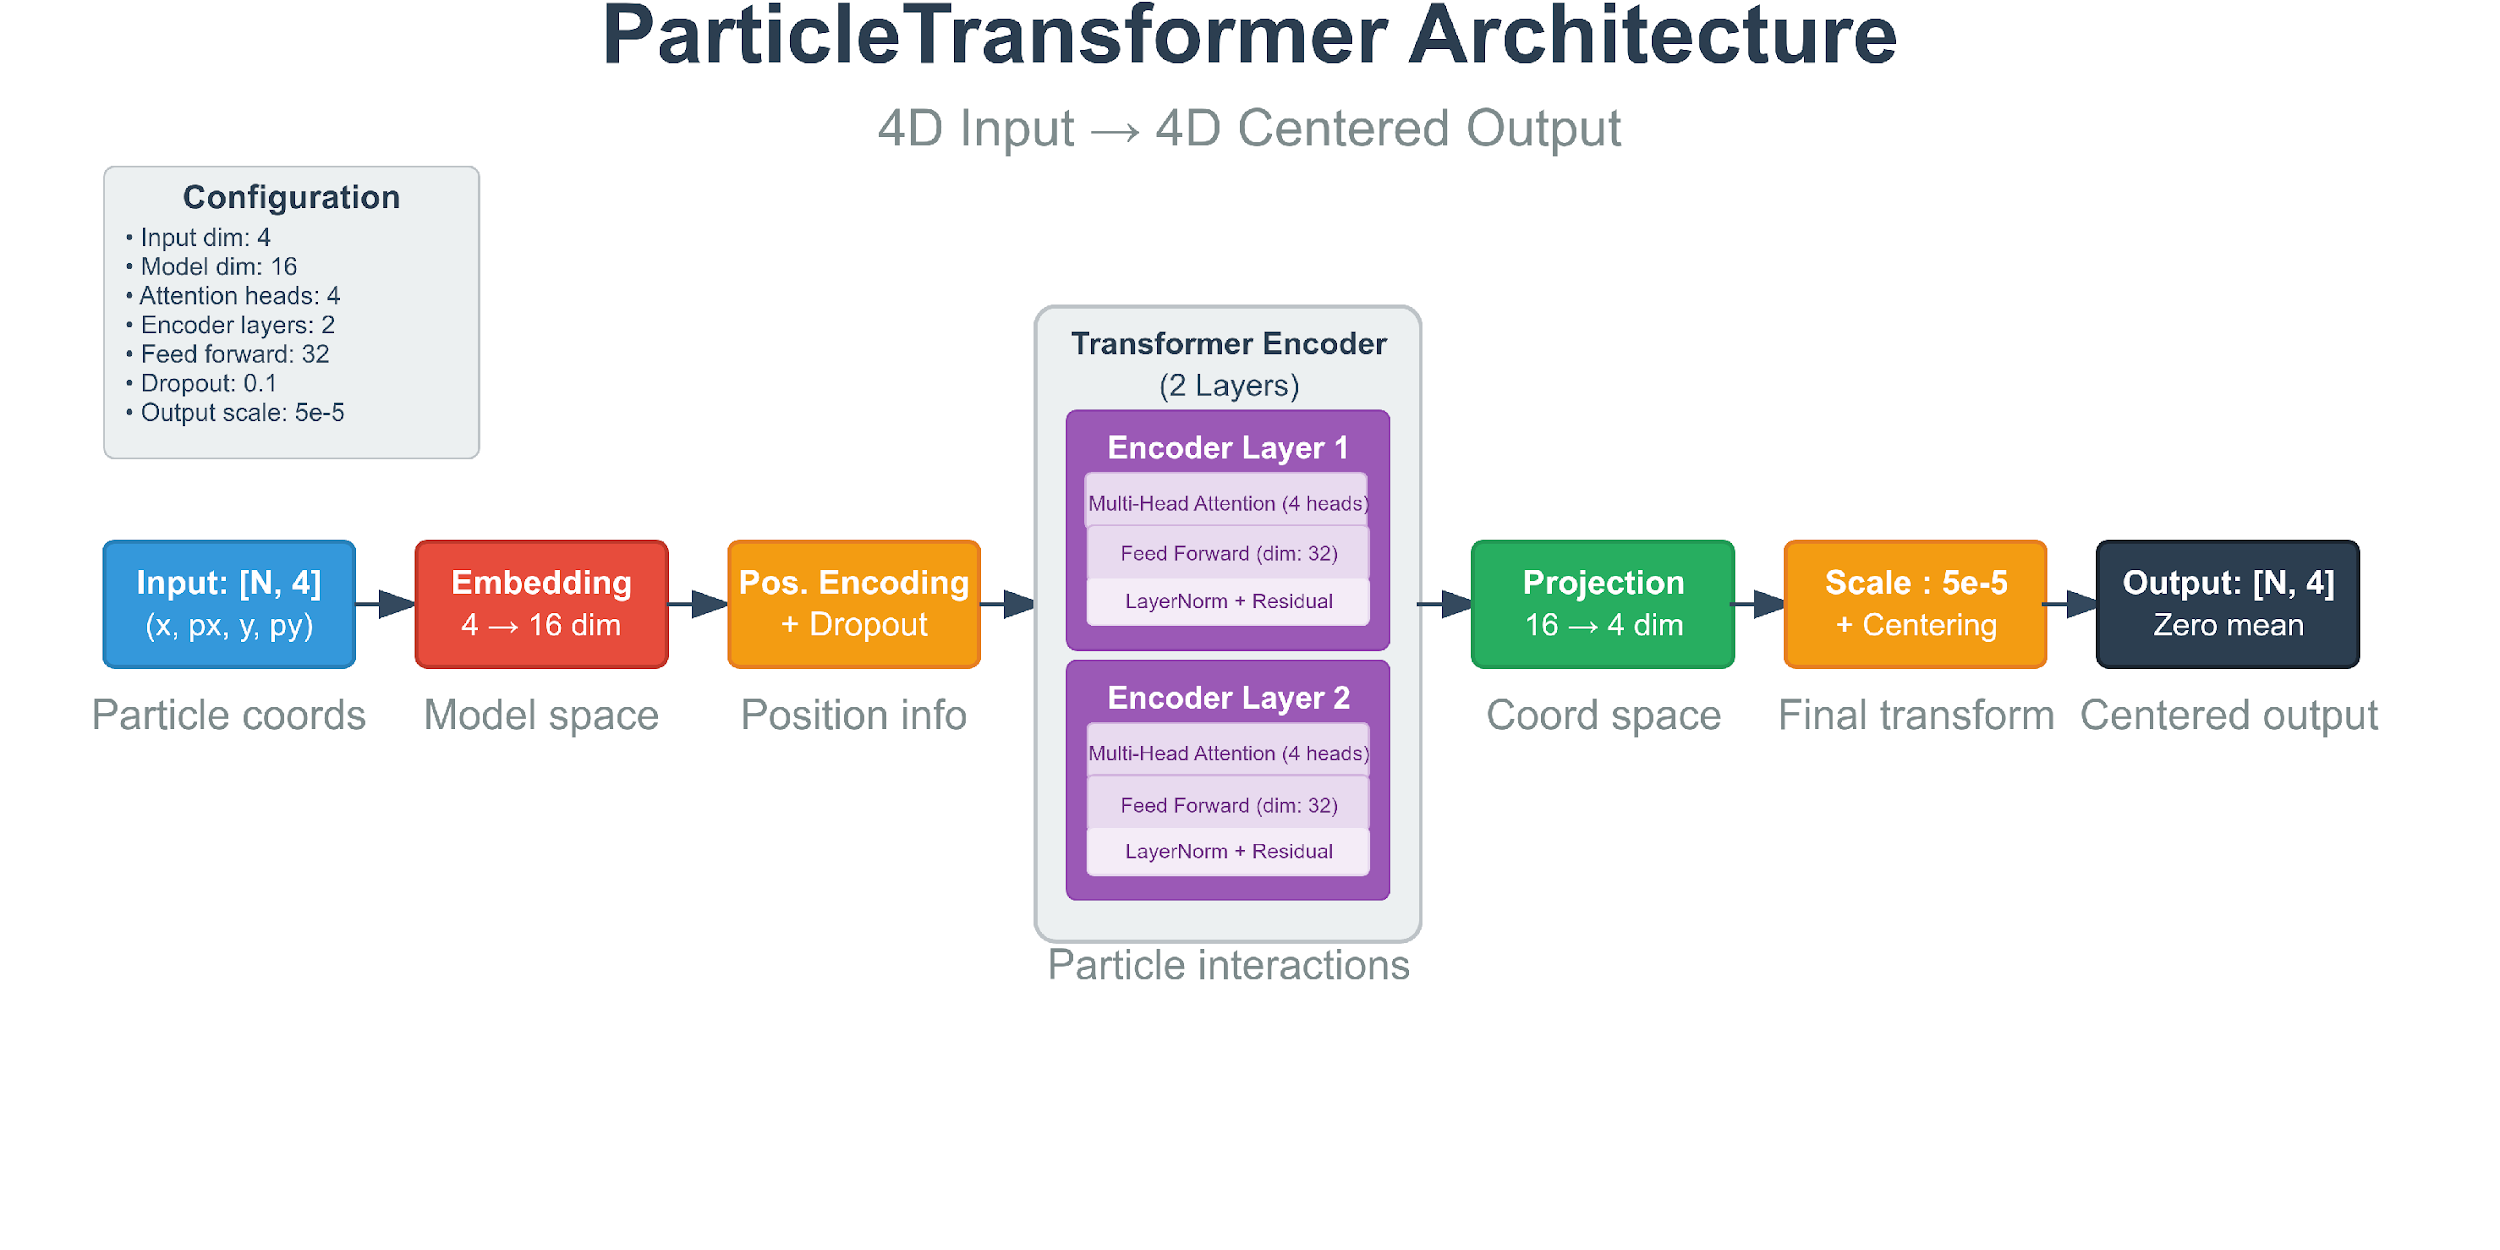 ParticleTransformer Architecture
4D Input → 4D Centered Output
Configuration
• Input dim: 4
• Model dim: 16
• Attention heads: 4
• Encoder layers: 2
• Feed forward: 32
• Dropout: 0.1
• Output scale: 5e-5
Input: [N, 4]
(x, px, y, py)
Particle coords
Embedding
4 → 16 dim
Model space
Pos. Encoding
+ Dropout
Position info
Transformer Encoder
(2 Layers)
Encoder Layer 1
Multi-Head Attention (4 heads)
Feed Forward (dim: 32)
LayerNorm + Residual
Encoder Layer 2
Multi-Head Attention (4 heads)
Feed Forward (dim: 32)
LayerNorm + Residual
Particle interactions
Projection
16 → 4 dim
Coord space
Scale : 5e-5
+ Centering
Final transform
Output: [N, 4]
Zero mean
Centered output